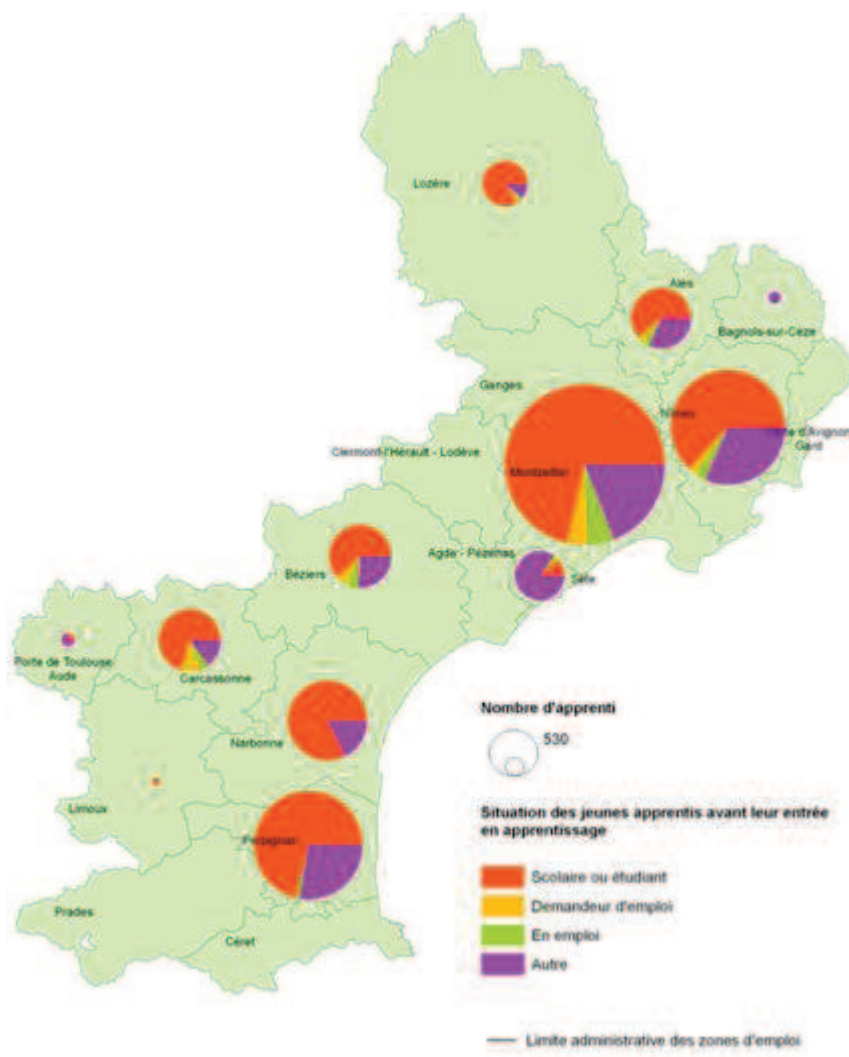 Lozère
Alès
Bagnols-sur-Cèze
Ganges
Nîmes
d'Avignon
Gard
Clermont-l'Hérault - Lodève
Montpellier
Agde - Pézenas
Sète
Béziers
Porte de Toulouse
Aude
Carcassonne
Narbonne
Limoux
Perpignan
Prades
Céret
Nombre d'apprenti
530
Situation des jeunes apprentis avant leur entrée
en apprentissage
Scolaire ou étudiant
Demandeur d'emploi
En emploi
Autre
Limite administrative des zones d'emploi